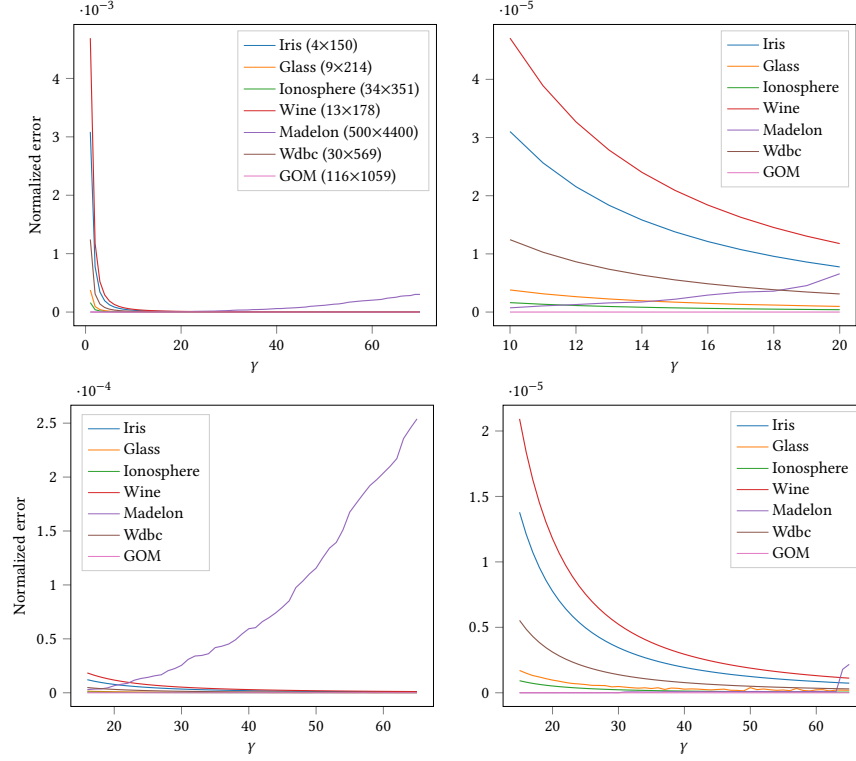 ·10⁻³
Normalized error
4
3
2
1
0
Iris (4×150)
Glass (9×214)
Ionosphere (34×351)
Wine (13×178)
Madelon (500×4400)
Wdbc (30×569)
GOM (116×1059)
0 20 40 60
γ
·10⁻⁵
4
3
2
1
0
Iris
Glass
Ionosphere
Wine
Madelon
Wdbc
GOM
10 12 14 16 18 20
γ
·10⁻⁴
Normalized error
2.5
2
1.5
1
0.5
0
Iris
Glass
Ionosphere
Wine
Madelon
Wdbc
GOM
20 30 40 50 60
γ
·10⁻⁵
2
1.5
1
0.5
0
Iris
Glass
Ionosphere
Wine
Madelon
Wdbc
GOM
20 30 40 50 60
γ